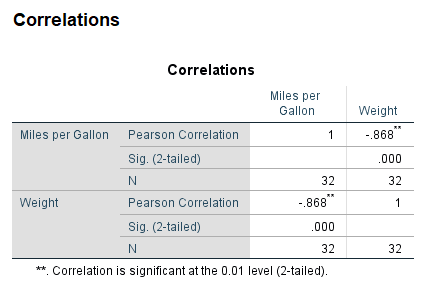 Correlations
Correlations
Miles per
Gallon Weight
Miles per Gallon Pearson Correlation 1 -.868**
Sig. (2-tailed) .000
N 32 32
Weight Pearson Correlation -.868** 1
Sig. (2-tailed) .000
N 32 32
**. Correlation is significant at the 0.01 level (2-tailed).